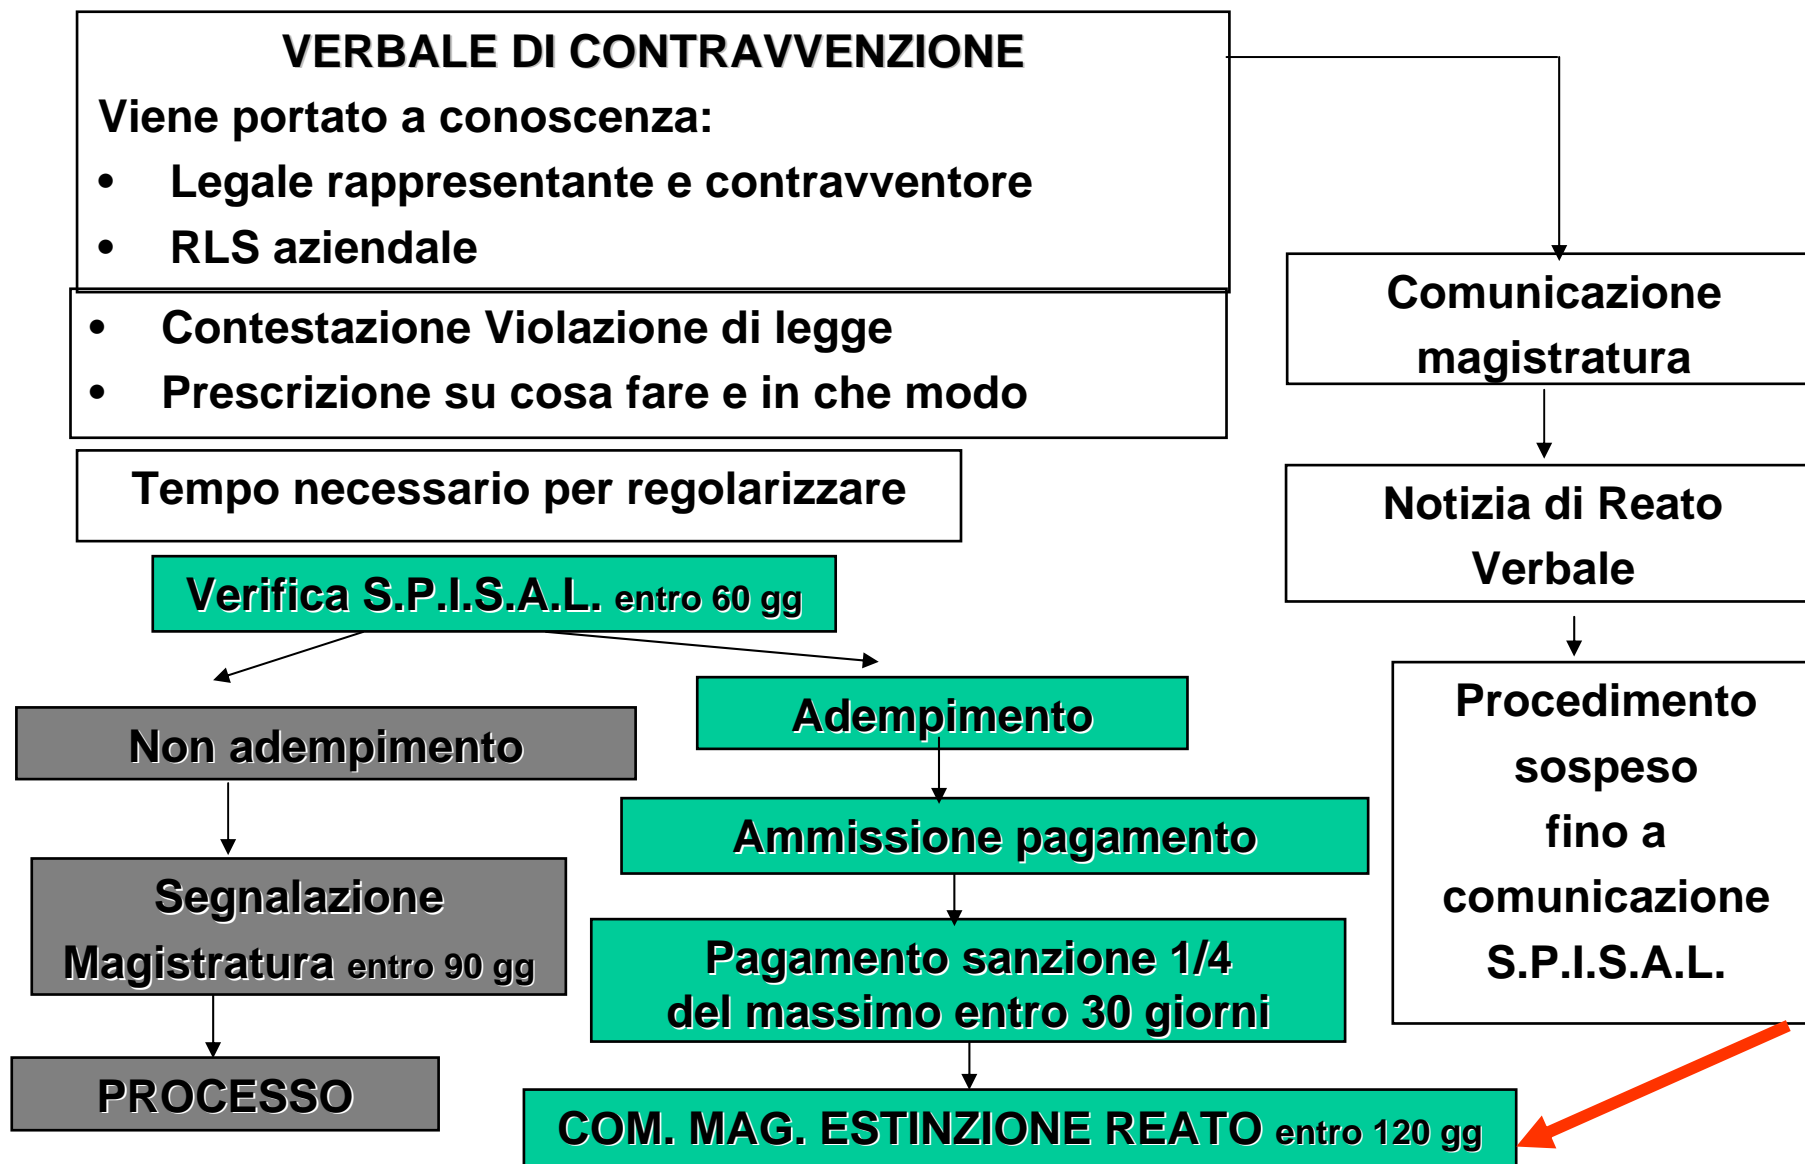 VERBALE DI CONTRAVVENZIONE
Viene portato a conoscenza:
• Legale rappresentante e contravventore
• RLS aziendale
• Contestazione Violazione di legge
• Prescrizione su cosa fare e in che modo
Tempo necessario per regolarizzare
Verifica S.P.I.S.A.L. entro 60 gg
Non adempimento
Segnalazione
Magistratura entro 90 gg
PROCESSO
Adempimento
Ammissione pagamento
Pagamento sanzione 1/4
del massimo entro 30 giorni
COM. MAG. ESTINZIONE REATO entro 120 gg
Comunicazione
magistratura
Notizia di Reato
Verbale
Procedimento
sospeso
fino a
comunicazione
S.P.I.S.A.L.